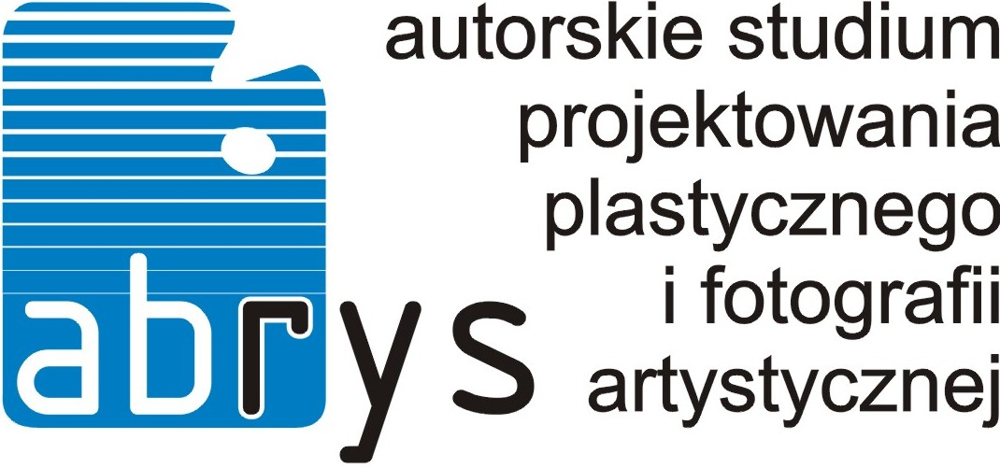 abrys
autorskie studium
projektowania
plastycznego
i fotografii
artystycznej